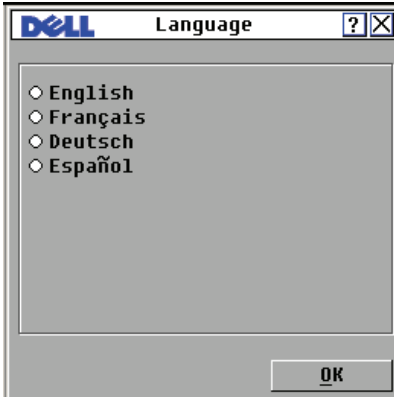 DELL Language ? X
English
Français
Deutsch
Español
OK